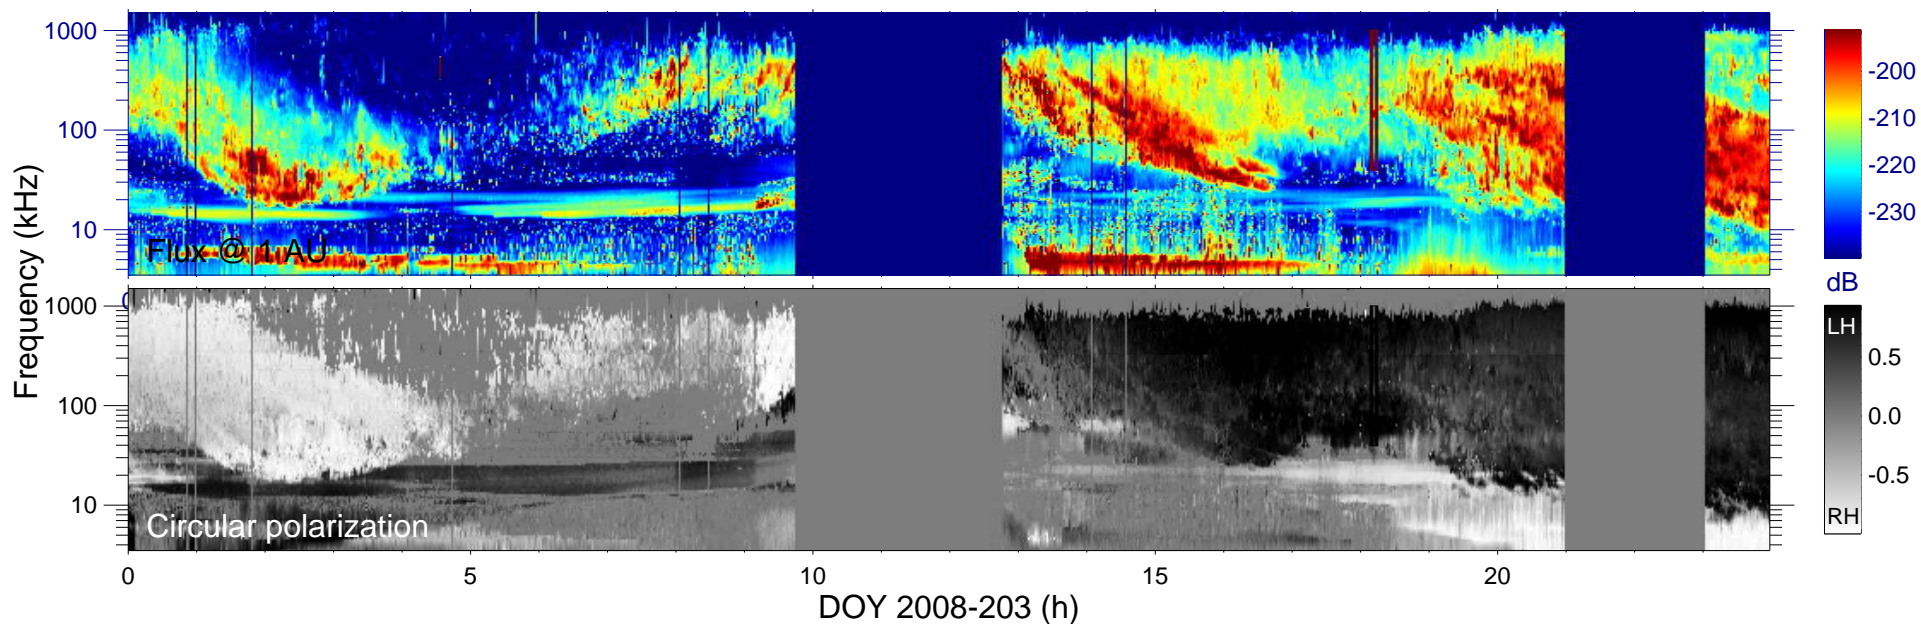 1000
100
10
Flux @ 1 AU
-200
-210
-220
-230
dB
0
1000
100
10
Circular polarization
LH
0.5
0.0
-0.5
RH
Frequency (kHz)
0 5 10 15 20
DOY 2008-203 (h)